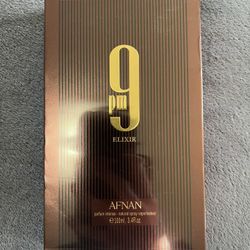 9
pm
ELIXIR
AFNAN
parfum intense - natural spray vaporisateur
e 100ml 3.4fl.oz